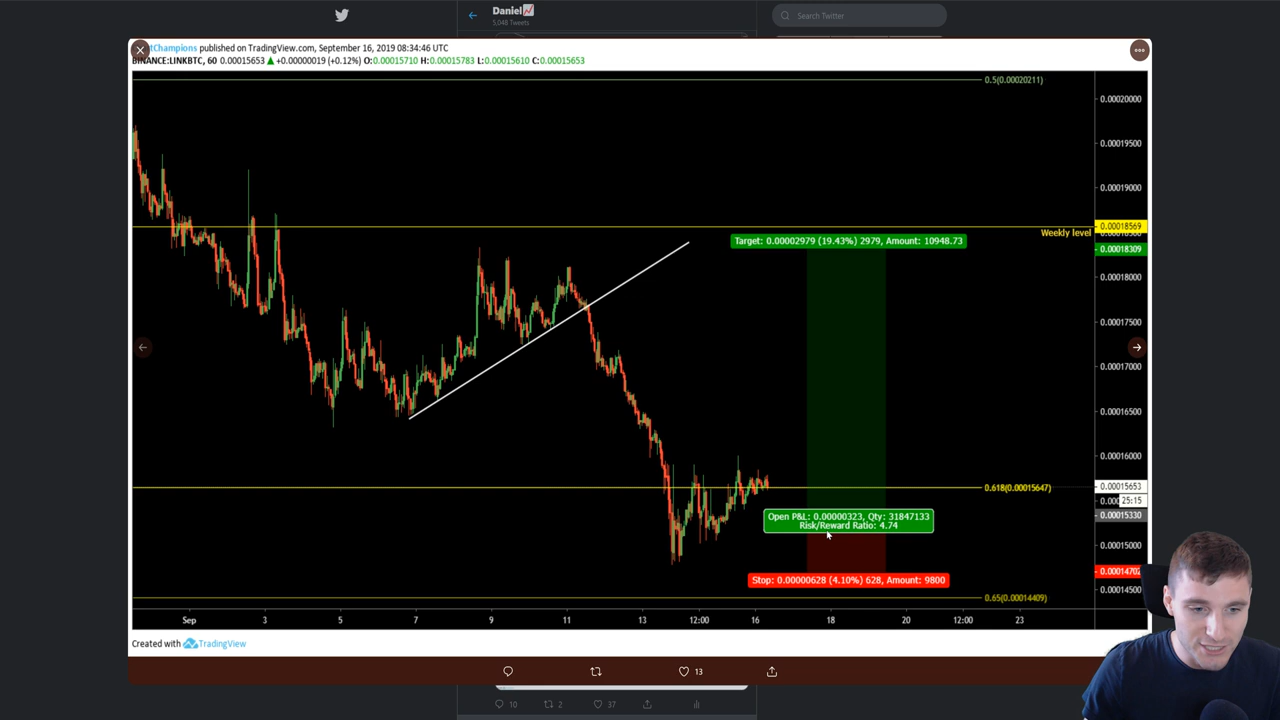 Daniel📈
5,048 Tweets
Search Twitter
tChampions published on TradingView.com, September 16, 2019 08:34:46 UTC
BINANCE:LINKBTC, 60 0.00015653 ▲ +0.00000019 (+0.12%) O:0.00015710 H:0.00015783 L:0.00015610 C:0.00015653
0.5(0.00020211)
0.00020000
0.00019500
0.00019000
0.00018569
Weekly level
0.00018309
Target: 0.00002979 (19.43%) 2979, Amount: 10948.73
0.00018000
0.00017500
0.00017000
0.00016500
0.00016000
0.618(0.00015647)
0.00015653
25:15
0.00015330
Open P&L: 0.00000323, Qty: 31847133
Risk/Reward Ratio: 4.74
0.00015000
0.00014702
Stop: 0.00000628 (4.10%) 628, Amount: 9800
0.00014500
0.65(0.00014409)
Sep 3 5 7 9 11 13 12:00 16 18 20 12:00 23
Created with TradingView
13
10 2 37